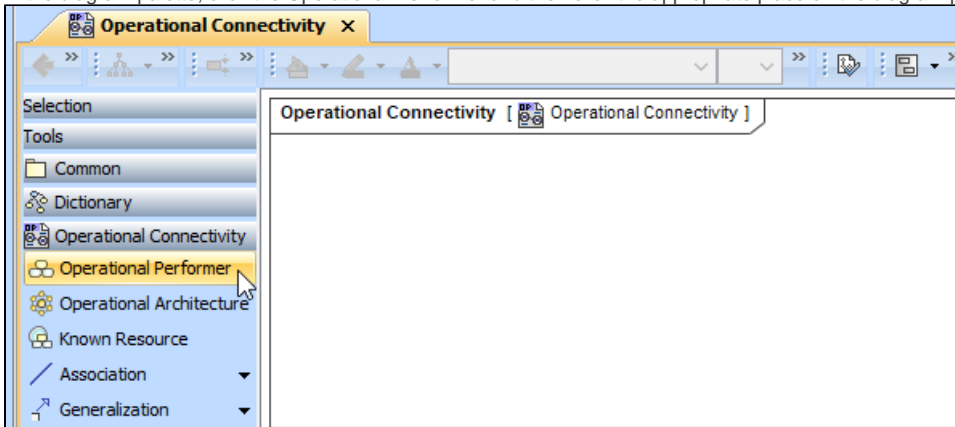 Operational Connectivity X
Operational Connectivity [ Operational Connectivity ]
Selection
Tools
Common
Dictionary
Operational Connectivity
Operational Performer
Operational Architecture
Known Resource
Association
Generalization